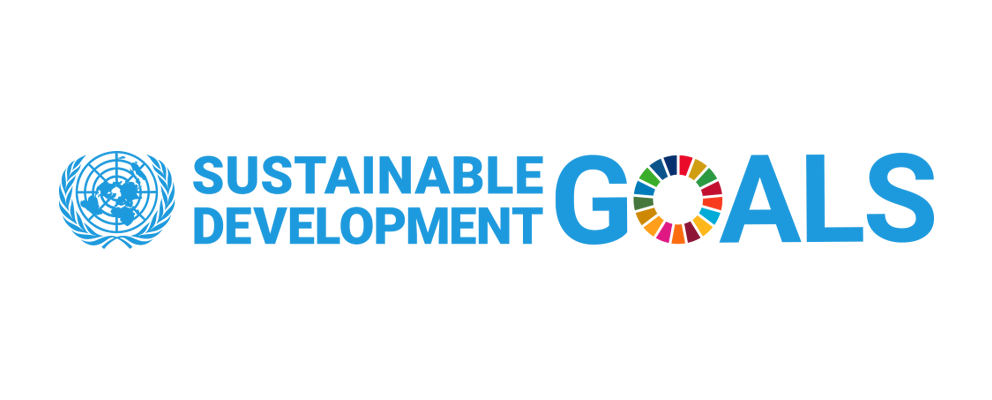 SUSTAINABLE
DEVELOPMENT
GOALS